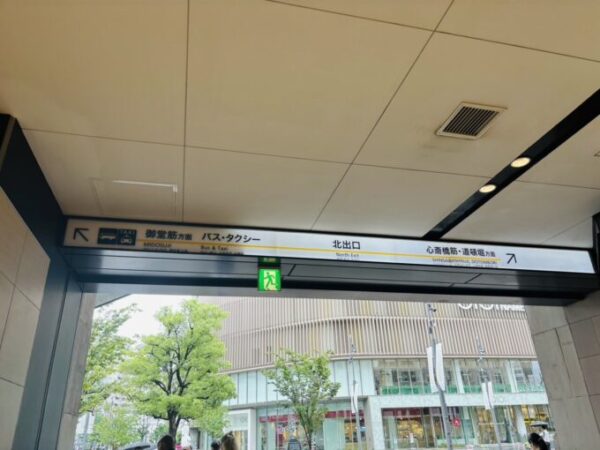 御堂筋方面 バス・タクシー
MIDOSUJI Bus & Taxi
北出口
North Exit
心斎橋筋・道頓堀方面